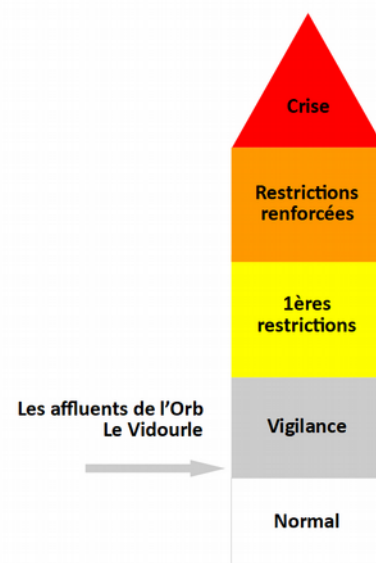 Crise
Restrictions
renforcées
1ères
restrictions
Les affluents de l'Orb
Le Vidourle
Vigilance
Normal